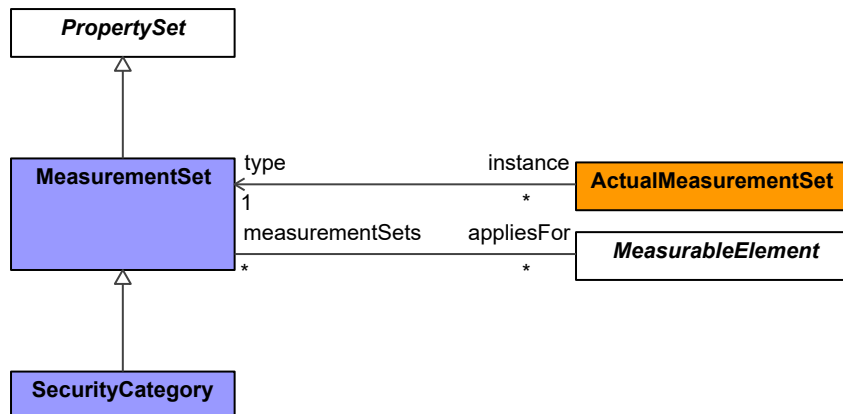 PropertySet
MeasurementSet
type
instance
1
*
ActualMeasurementSet
measurementSets
appliesFor
*
*
MeasurableElement
SecurityCategory